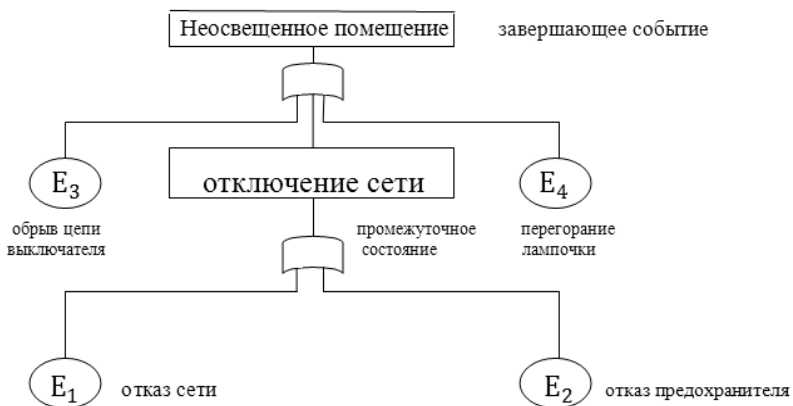 Неосвещенное помещение
завершающее событие
E₃
отключение сети
E₄
обрыв цепи
выключателя
промежуточное
состояние
перегорание
лампочки
E₁
отказ сети
E₂
отказ предохранителя